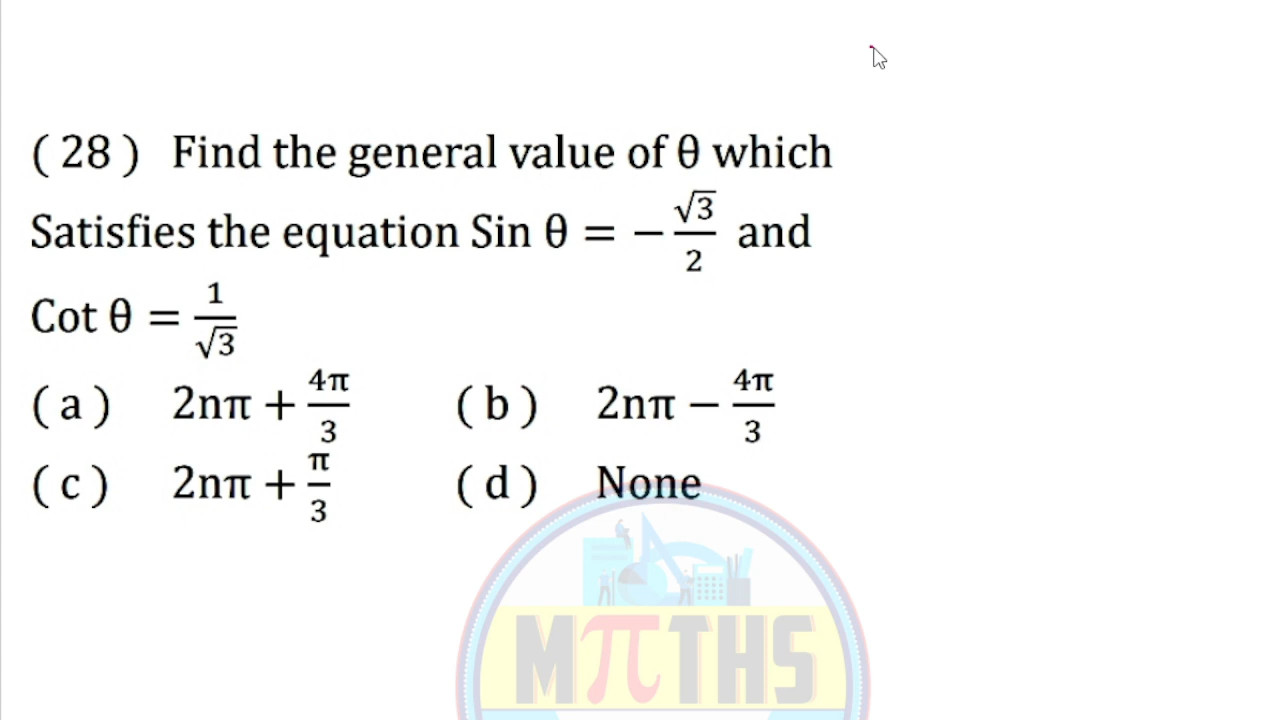 ( 28 ) Find the general value of θ which
Satisfies the equation Sin θ = −√3/2 and
Cot θ = 1/√3
( a ) 2nπ + 4π/3 ( b ) 2nπ − 4π/3
( c ) 2nπ + π/3 ( d ) None
MπTHS